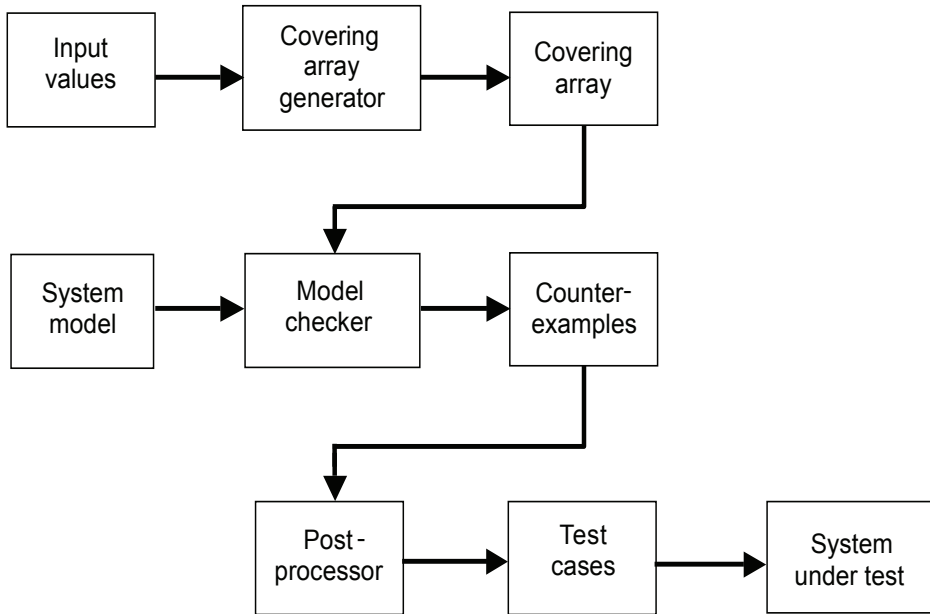 Input
values
Covering
array
generator
Covering
array
System
model
Model
checker
Counter-
examples
Post-
processor
Test
cases
System
under test